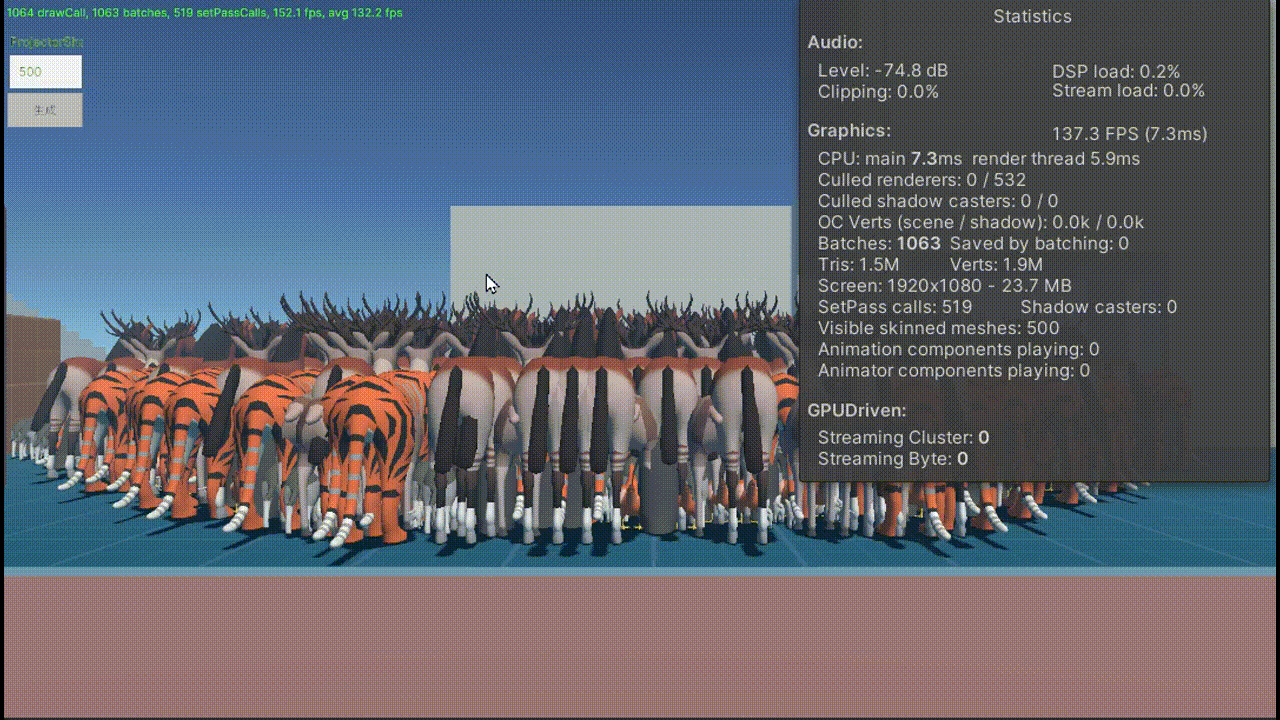 1064 drawCall, 1063 batches, 519 setPassCalls, 152.1 fps, avg 132.2 fps
500
生成
Statistics
Audio:
Level: -74.8 dB DSP load: 0.2%
Clipping: 0.0% Stream load: 0.0%
Graphics: 137.3 FPS (7.3ms)
CPU: main 7.3ms render thread 5.9ms
Culled renderers: 0 / 532
Culled shadow casters: 0 / 0
OC Verts (scene / shadow): 0.0k / 0.0k
Batches: 1063 Saved by batching: 0
Tris: 1.5M Verts: 1.9M
Screen: 1920x1080 - 23.7 MB
SetPass calls: 519 Shadow casters: 0
Visible skinned meshes: 500
Animation components playing: 0
Animator components playing: 0
GPUDriven:
Streaming Cluster: 0
Streaming Byte: 0